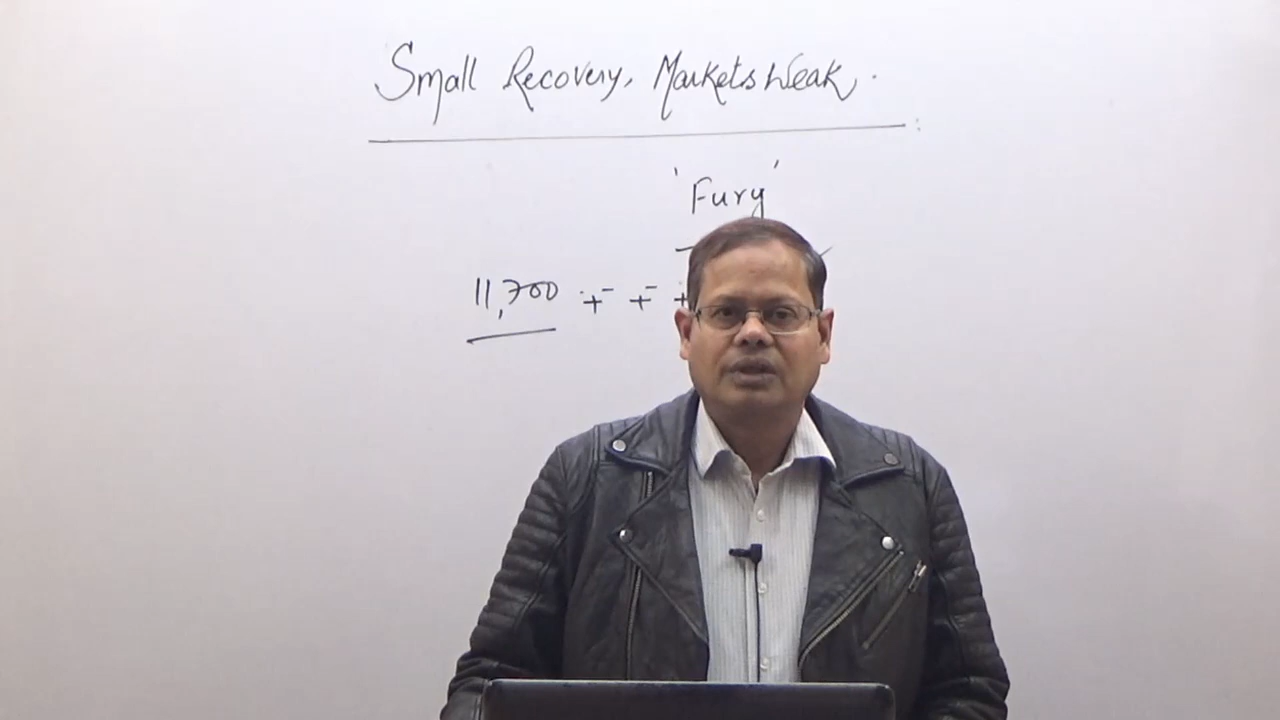 Small Recovery, Markets Weak.
'Fury'
11,700 +- +- +